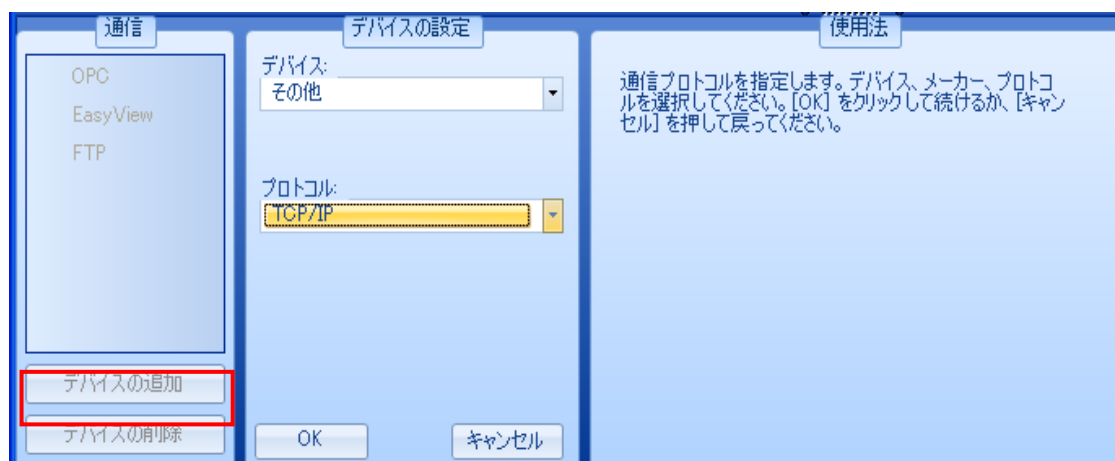 通信
OPC
EasyView
FTP
デバイスの追加
デバイスの削除
デバイスの設定
デバイス:
その他
プロトコル:
TCP/IP
OK
キャンセル
使用法
通信プロトコルを指定します。デバイス、メーカー、プロトコ
ルを選択してください。[OK] をクリックして続けるか、[キャン
セル] を押して戻ってください。